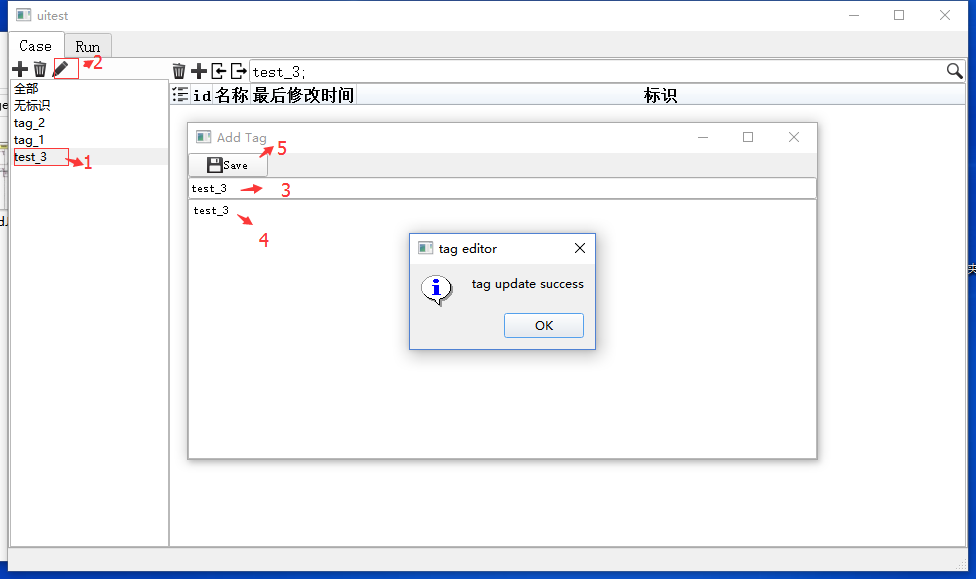 uitest
Case Run
2
test_3;
id 名称 最后修改时间 标识
全部
无标识
tag_2
tag_1
test_3 1
Add Tag
Save 5
test_3 3
test_3
4
tag editor
tag update success
OK